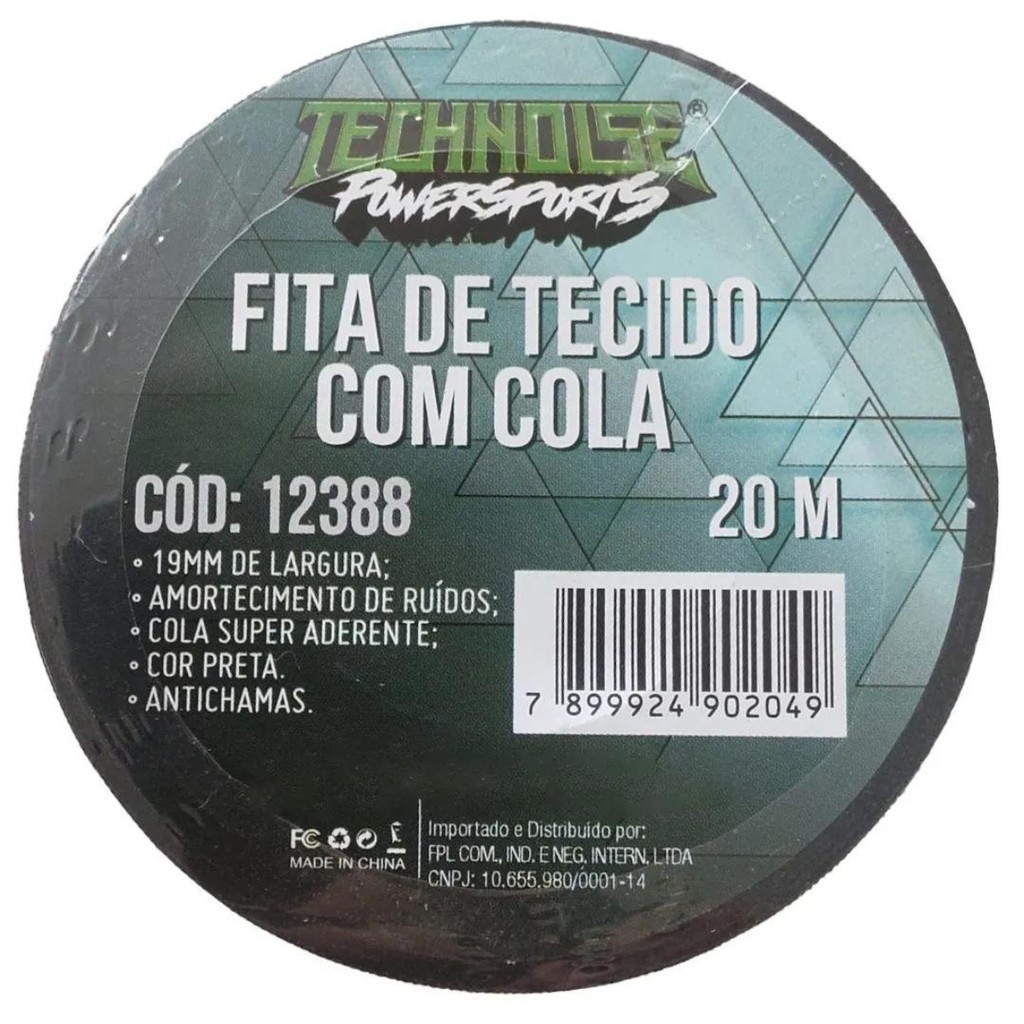 TECHNOISE®
POWERSPORTS
FITA DE TECIDO
COM COLA
CÓD: 12388
20 M
• 19MM DE LARGURA;
• AMORTECIMENTO DE RUÍDOS;
• COLA SUPER ADERENTE;
• COR PRETA.
• ANTICHAMAS.
7 899924 902049
FC
MADE IN CHINA
Importado e Distribuido por:
FPL COM., IND. E NEG. INTERN. LTDA
CNPJ: 10.655.980/0001-14